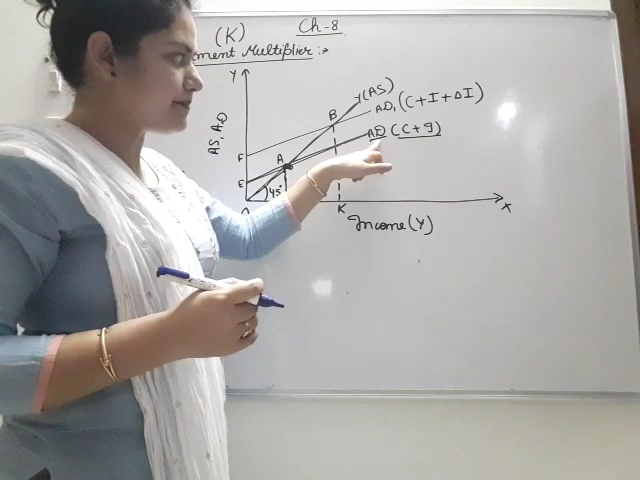 (K) Ch-8
ment Multiplier :→
Y
Y(AS)
AD₁ (C+I+ΔI)
B
AS, AD
AD (C+I)
F
A
E
45°
K
X
Income (Y)